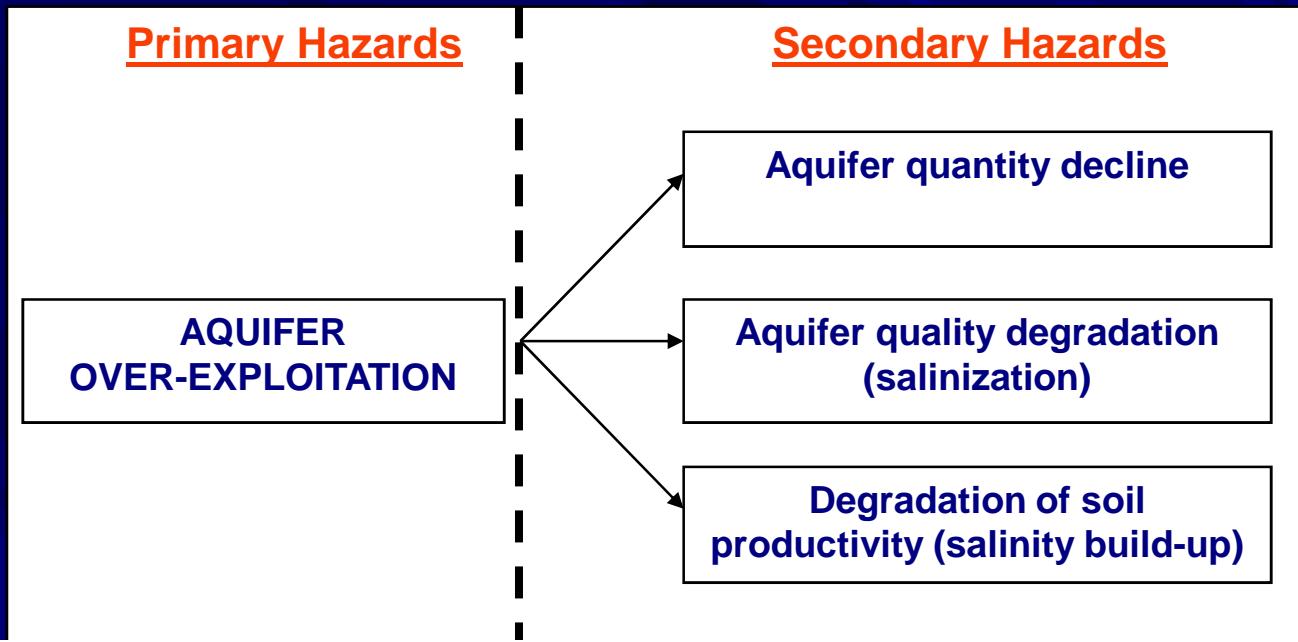 Primary Hazards
Secondary Hazards
Aquifer quantity decline
AQUIFER
OVER-EXPLOITATION
Aquifer quality degradation
(salinization)
Degradation of soil
productivity (salinity build-up)